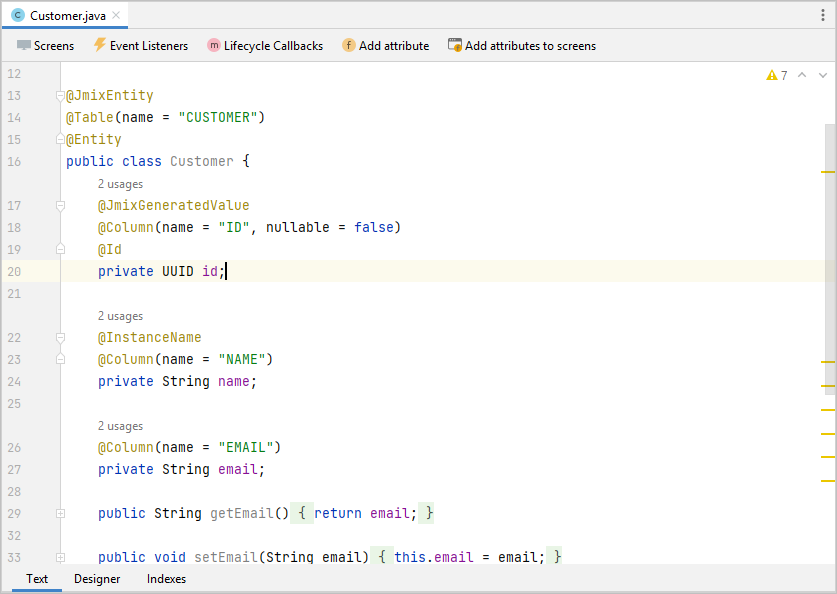 Customer.java
Screens Event Listeners m Lifecycle Callbacks f Add attribute Add attributes to screens
12
7
13 @JmixEntity
14 @Table(name = "CUSTOMER")
15 @Entity
16 public class Customer {
2 usages
17 @JmixGeneratedValue
18 @Column(name = "ID", nullable = false)
19 @Id
20 private UUID id;
21
2 usages
22 @InstanceName
23 @Column(name = "NAME")
24 private String name;
25
2 usages
26 @Column(name = "EMAIL")
27 private String email;
28
29 public String getEmail() { return email; }
32
33 public void setEmail(String email) { this.email = email; }
Text Designer Indexes